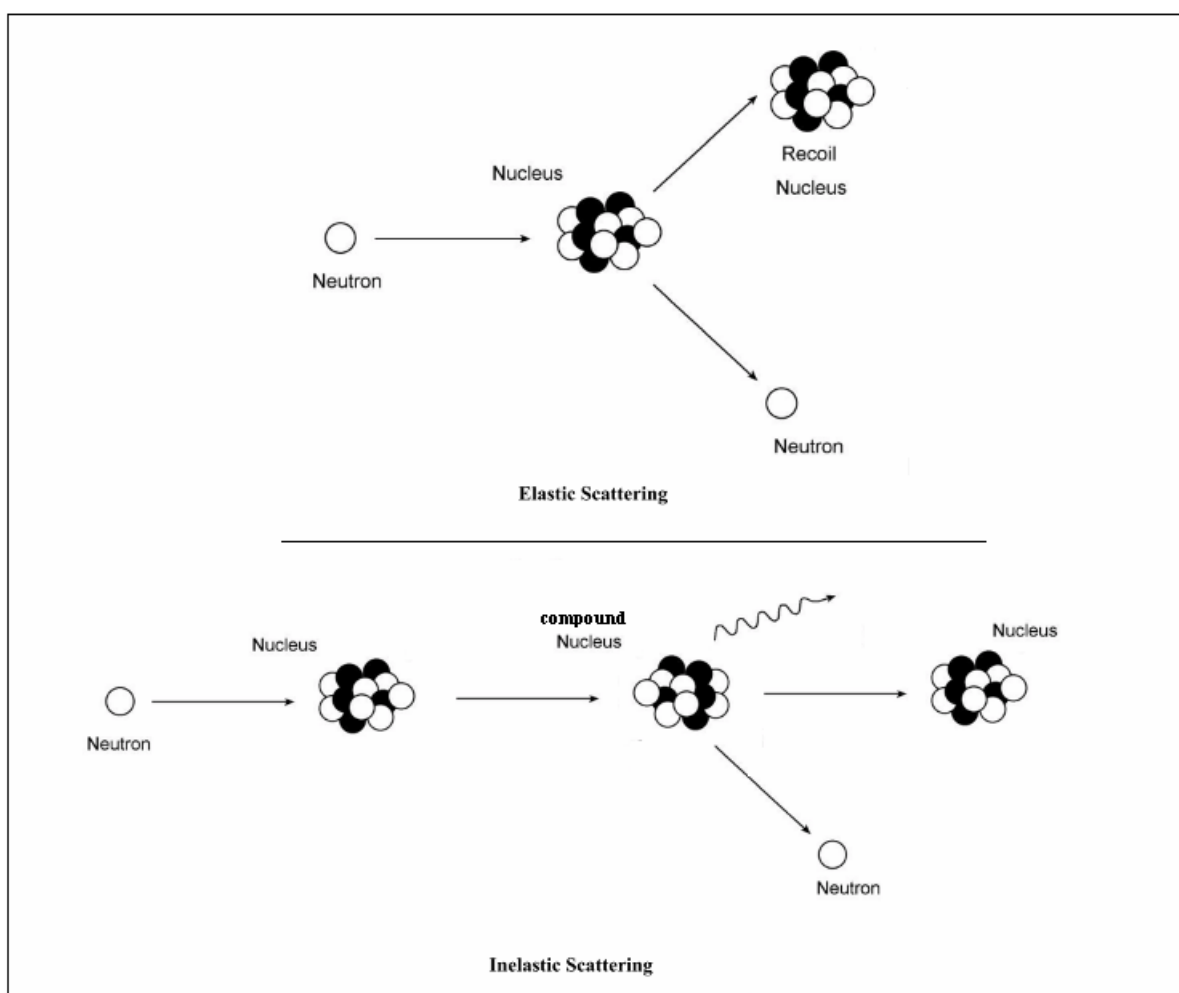 Nucleus
Recoil
Nucleus
Neutron
Neutron
Elastic Scattering
compound
Nucleus
Nucleus
Nucleus
Neutron
Neutron
Inelastic Scattering